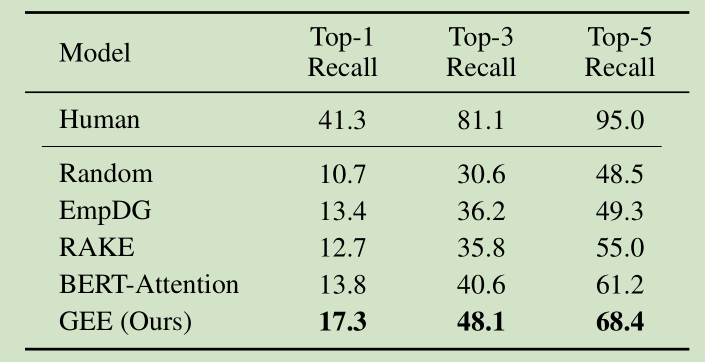 Model Top-1 Recall Top-3 Recall Top-5 Recall
Human 41.3 81.1 95.0
Random 10.7 30.6 48.5
EmpDG 13.4 36.2 49.3
RAKE 12.7 35.8 55.0
BERT-Attention 13.8 40.6 61.2
GEE (Ours) 17.3 48.1 68.4